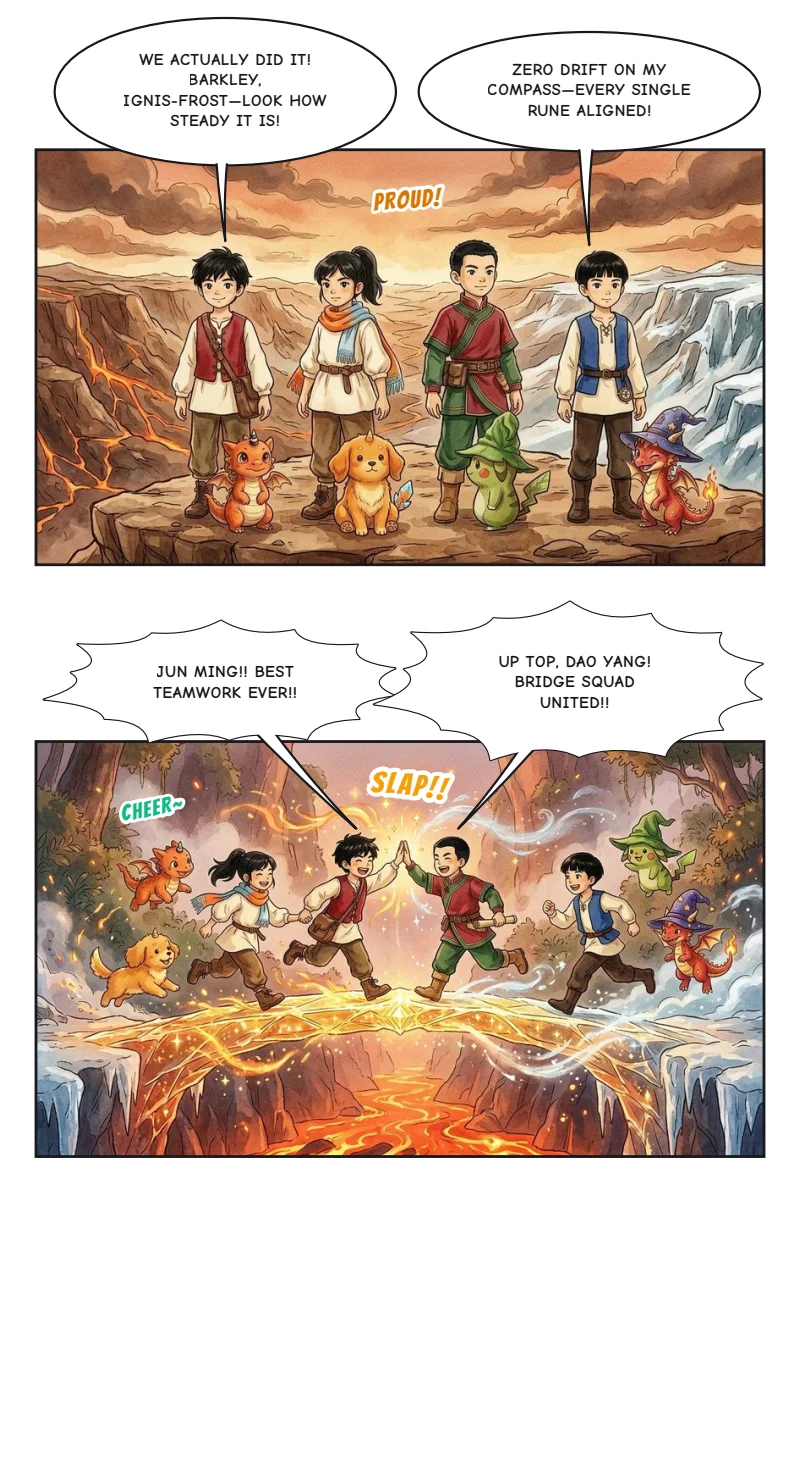 WE ACTUALLY DID IT!
BARKLEY,
IGNIS-FROST—LOOK HOW
STEADY IT IS!
ZERO DRIFT ON MY
COMPASS—EVERY SINGLE
RUNE ALIGNED!
PROUD!
JUN MING!! BEST
TEAMWORK EVER!!
UP TOP, DAO YANG!
BRIDGE SQUAD
UNITED!!
SLAP!!
CHEER~